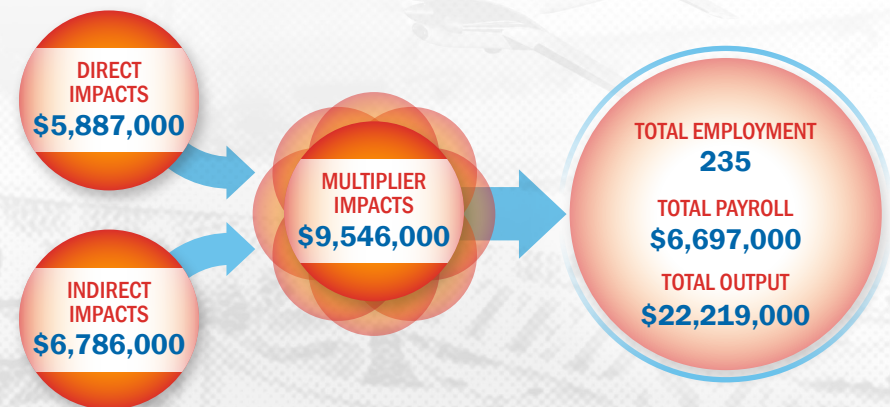 DIRECT
IMPACTS
$5,887,000
INDIRECT
IMPACTS
$6,786,000
MULTIPLIER
IMPACTS
$9,546,000
TOTAL EMPLOYMENT
235
TOTAL PAYROLL
$6,697,000
TOTAL OUTPUT
$22,219,000